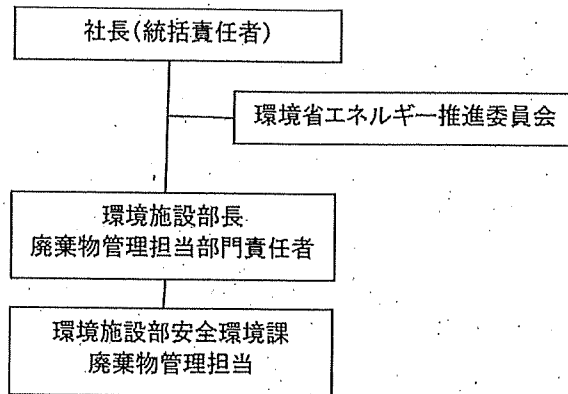 社長(統括責任者)
環境省エネルギー推進委員会
環境施設部長
廃棄物管理担当部門責任者
環境施設部安全環境課
廃棄物管理担当